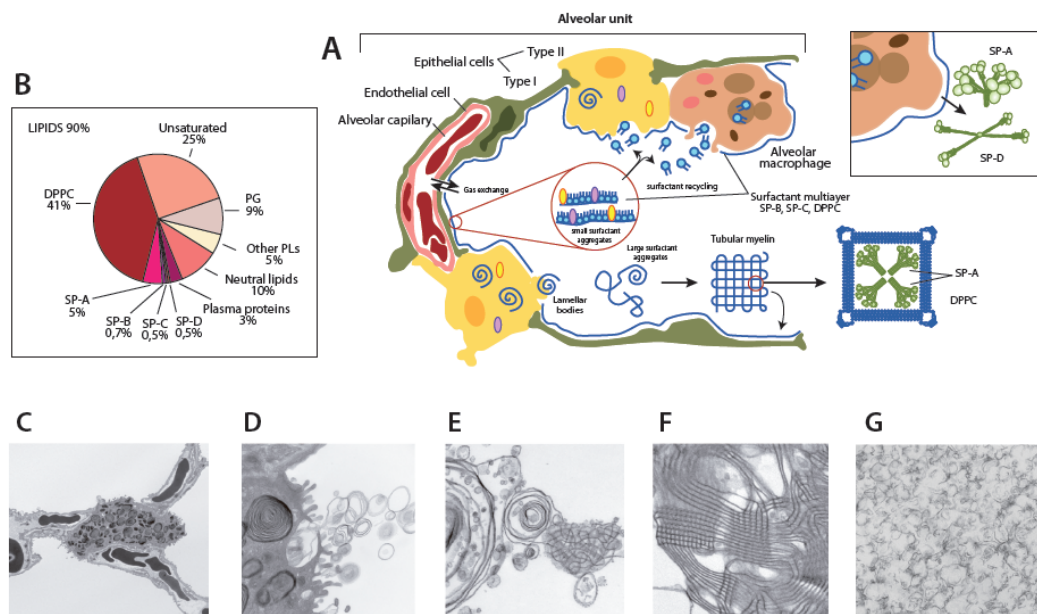 Alveolar unit
A
Epithelial cells
Type II
Type I
Endothelial cell
Alveolar capillary
Gas exchange
small surfactant
aggregates
surfactant recycling
Alveolar
macrophage
Surfactant multilayer
SP-B, SP-C, DPPC
Large surfactant
aggregates
Tubular myelin
Lamellar
bodies
SP-A
SP-D
SP-A
DPPC
B
LIPIDS 90%
Unsaturated
25%
DPPC
41%
PG
9%
Other PLs
5%
Neutral lipids
10%
Plasma proteins
3%
SP-A
5%
SP-B
0,7%
SP-C
0,5%
SP-D
0,5%
C
D
E
F
G